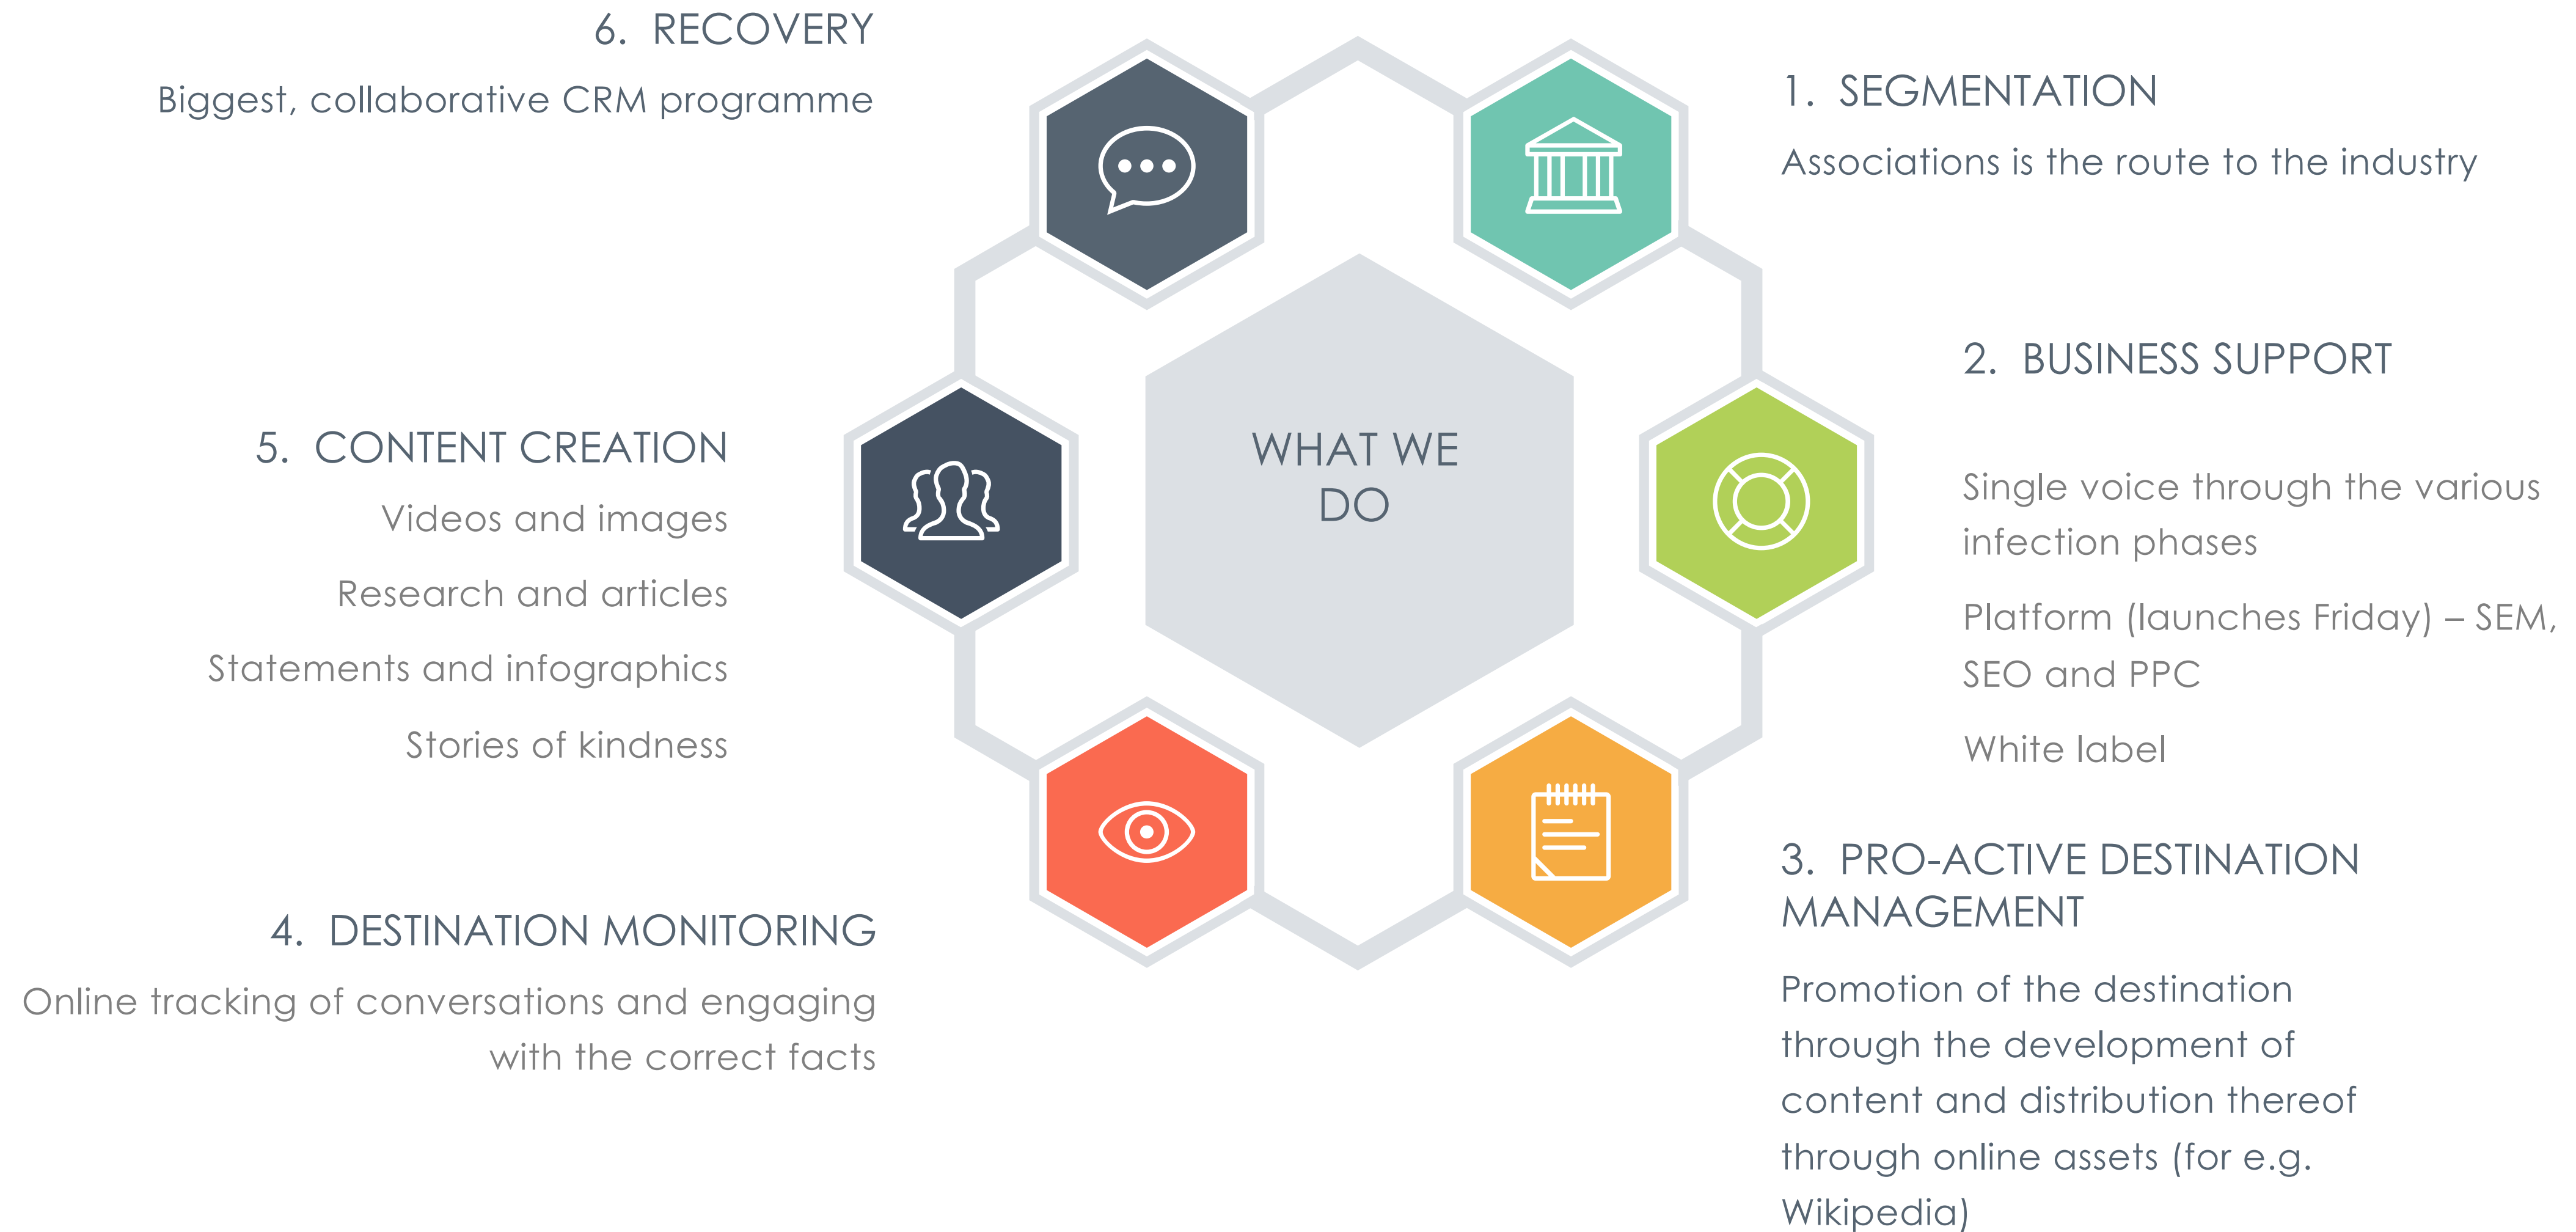 WHAT WE
DO
1. SEGMENTATION
Associations is the route to the industry
2. BUSINESS SUPPORT
Single voice through the various
infection phases
Platform (launches Friday) – SEM,
SEO and PPC
White label
3. PRO-ACTIVE DESTINATION
MANAGEMENT
Promotion of the destination
through the development of
content and distribution thereof
through online assets (for e.g.
Wikipedia)
4. DESTINATION MONITORING
Online tracking of conversations and engaging
with the correct facts
5. CONTENT CREATION
Videos and images
Research and articles
Statements and infographics
Stories of kindness
6. RECOVERY
Biggest, collaborative CRM programme